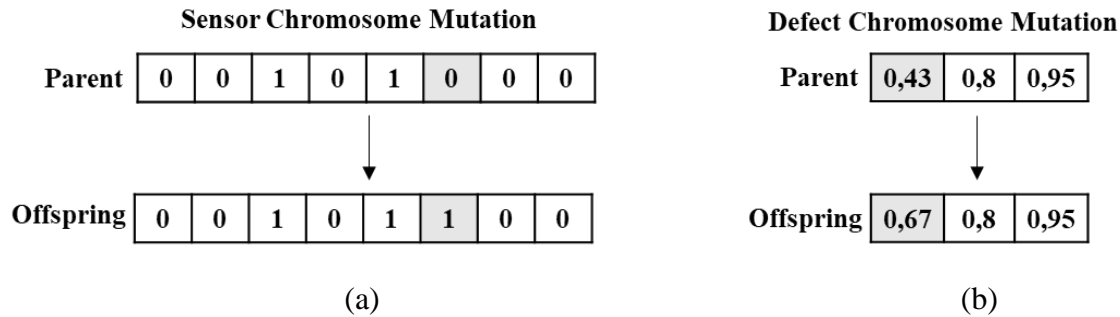 Sensor Chromosome Mutation
Parent 0 0 1 0 1 0 0 0
Offspring 0 0 1 0 1 1 0 0
(a)
Defect Chromosome Mutation
Parent 0,43 0,8 0,95
Offspring 0,67 0,8 0,95
(b)